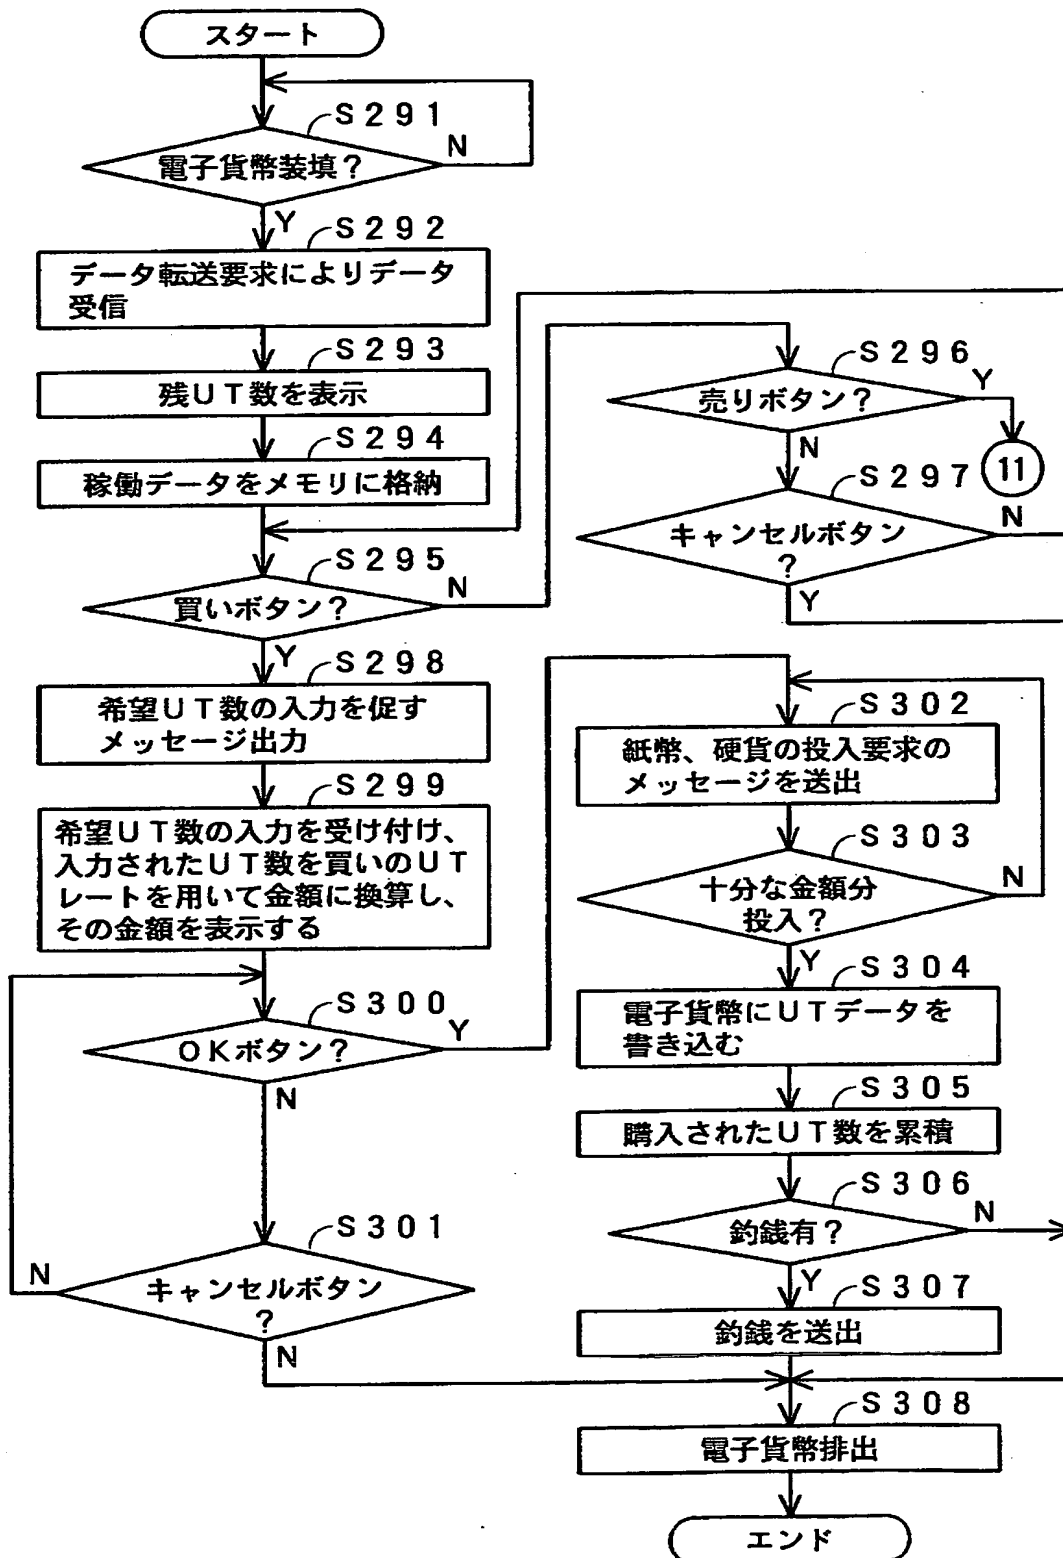 スタート
S291
電子貨幣装填？
N
Y
S292
データ転送要求によりデータ
受信
S293
残UT数を表示
S294
稼働データをメモリに格納
S295
買いボタン？
N
Y
S296
売りボタン？
Y
11
N
S297
キャンセルボタン
？
N
Y
S298
希望UT数の入力を促す
メッセージ出力
S299
希望UT数の入力を受け付け、
入力されたUT数を買いのUT
レートを用いて金額に換算し、
その金額を表示する
S300
OKボタン？
Y
N
S301
キャンセルボタン
？
N
N
S302
紙幣、硬貨の投入要求の
メッセージを送出
S303
十分な金額分
投入？
N
Y
S304
電子貨幣にUTデータを
書き込む
S305
購入されたUT数を累積
S306
釣銭有？
N
Y
S307
釣銭を送出
S308
電子貨幣排出
エンド